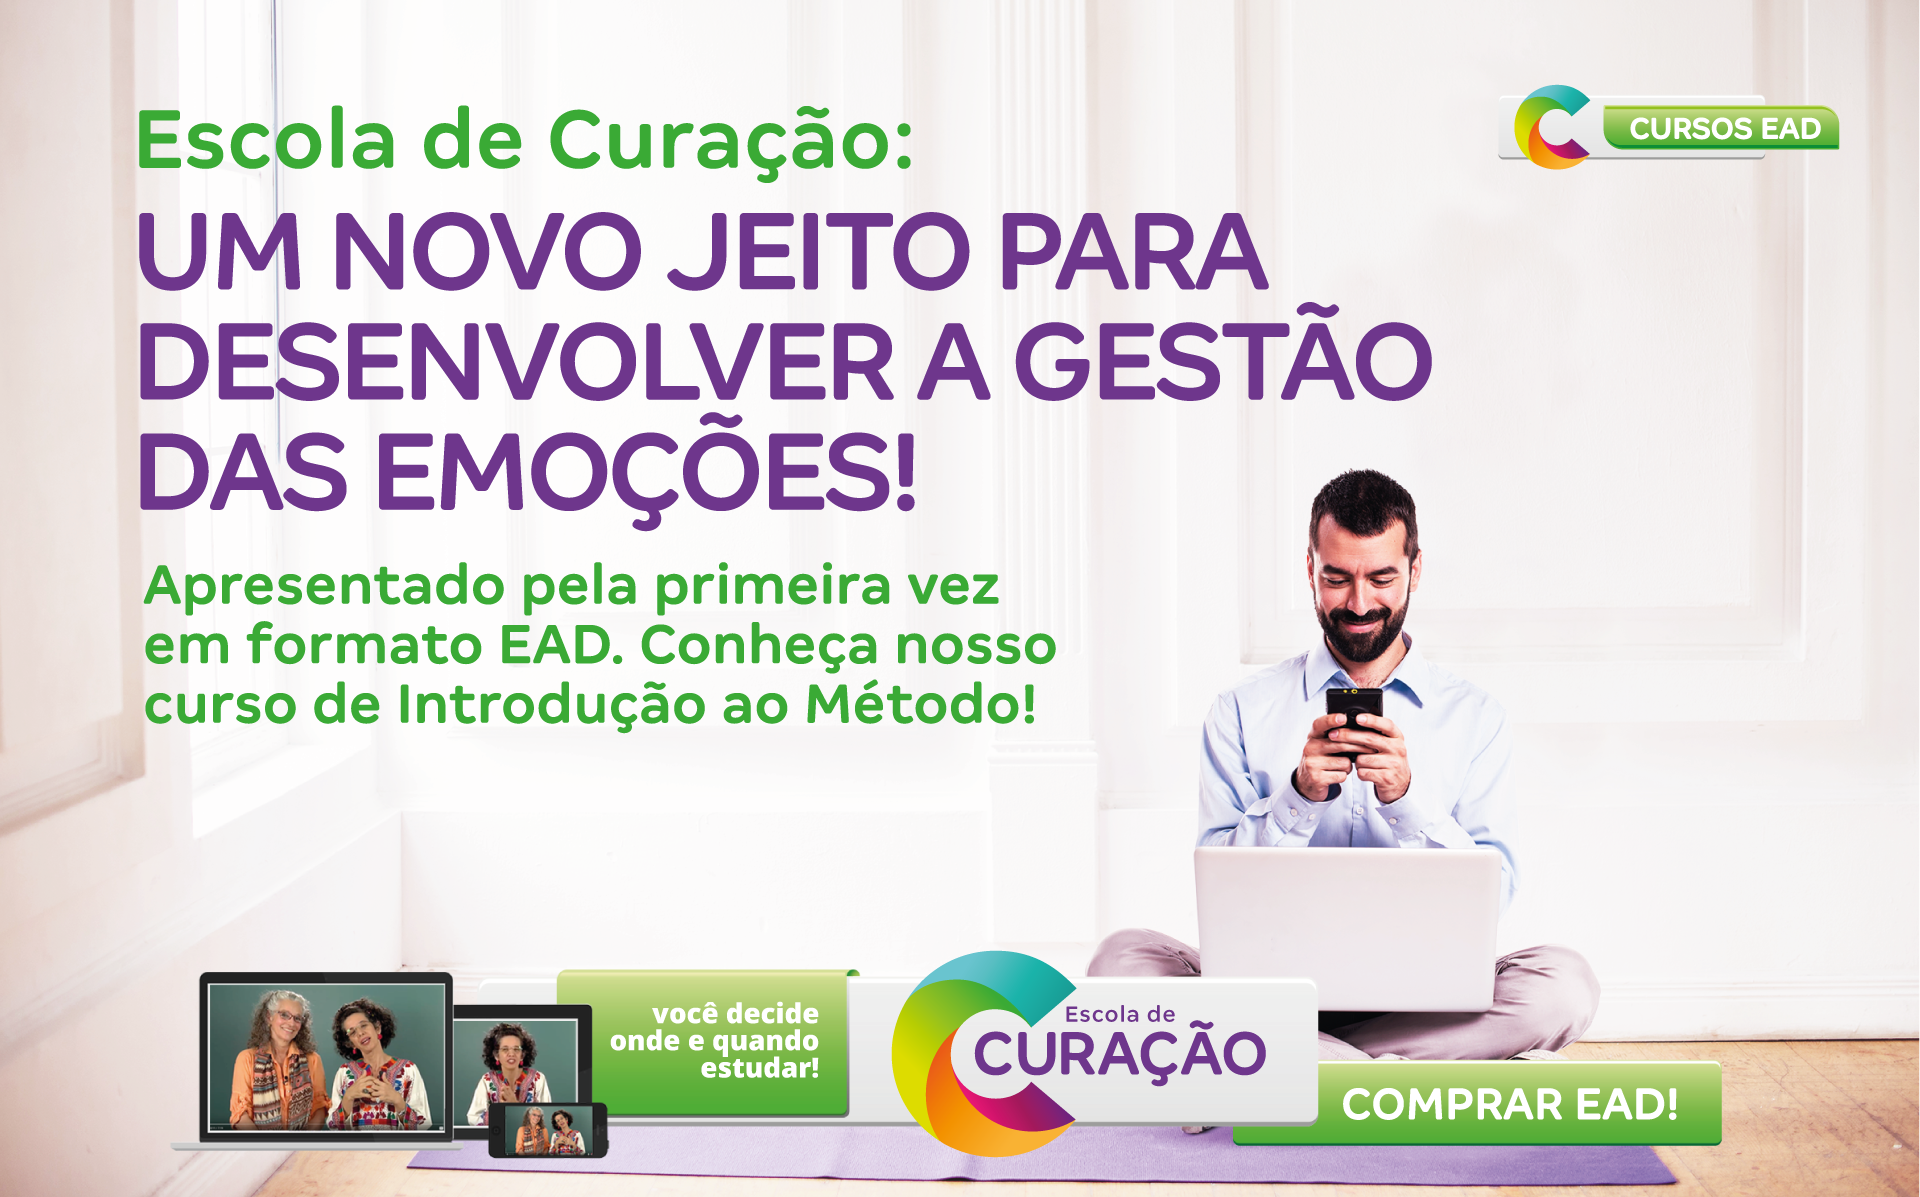 Escola de Curação:
CURSOS EAD
UM NOVO JEITO PARA
DESENVOLVER A GESTÃO
DAS EMOÇÕES!
Apresentado pela primeira vez
em formato EAD. Conheça nosso
curso de Introdução ao Método!
você decide
onde e quando
estudar!
Escola de
CURAÇÃO
COMPRAR EAD!